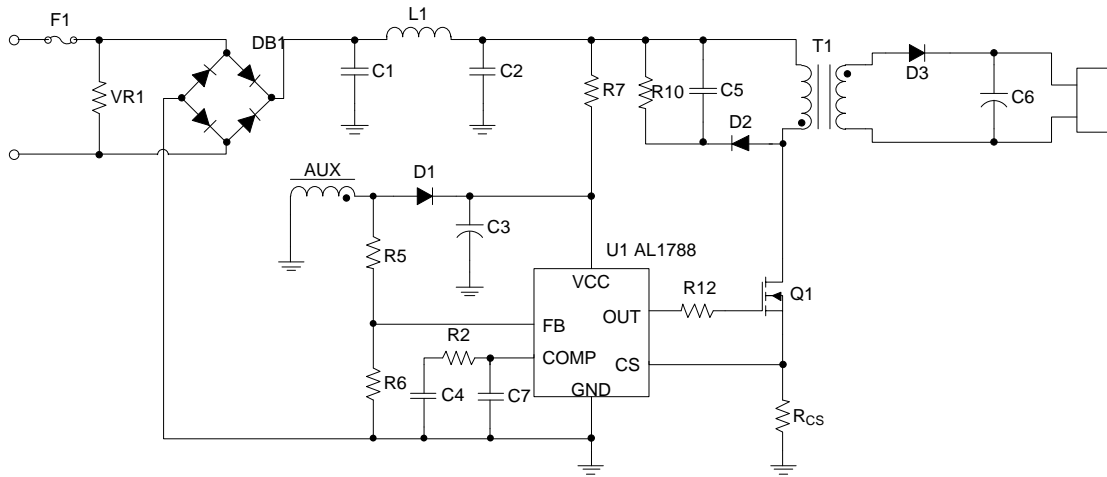 F1
L1
T1
DB1
D3
C1
C2
R7
R10
C5
C6
VR1
D2
AUX
D1
C3
U1 AL1788
R5
VCC
R12
Q1
OUT
FB
R2
COMP
CS
R6
C4
C7
GND
RCS